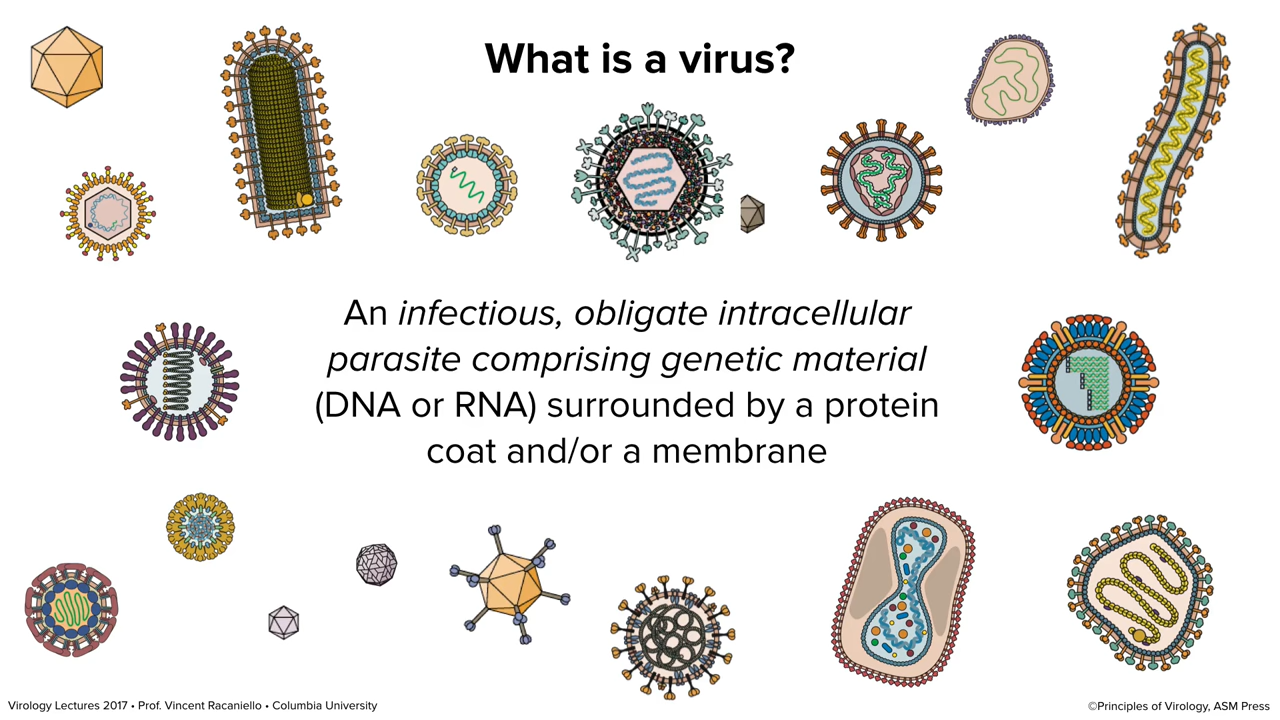 What is a virus?
An infectious, obligate intracellular
parasite comprising genetic material
(DNA or RNA) surrounded by a protein
coat and/or a membrane
Virology Lectures 2017 • Prof. Vincent Racaniello • Columbia University
©Principles of Virology, ASM Press